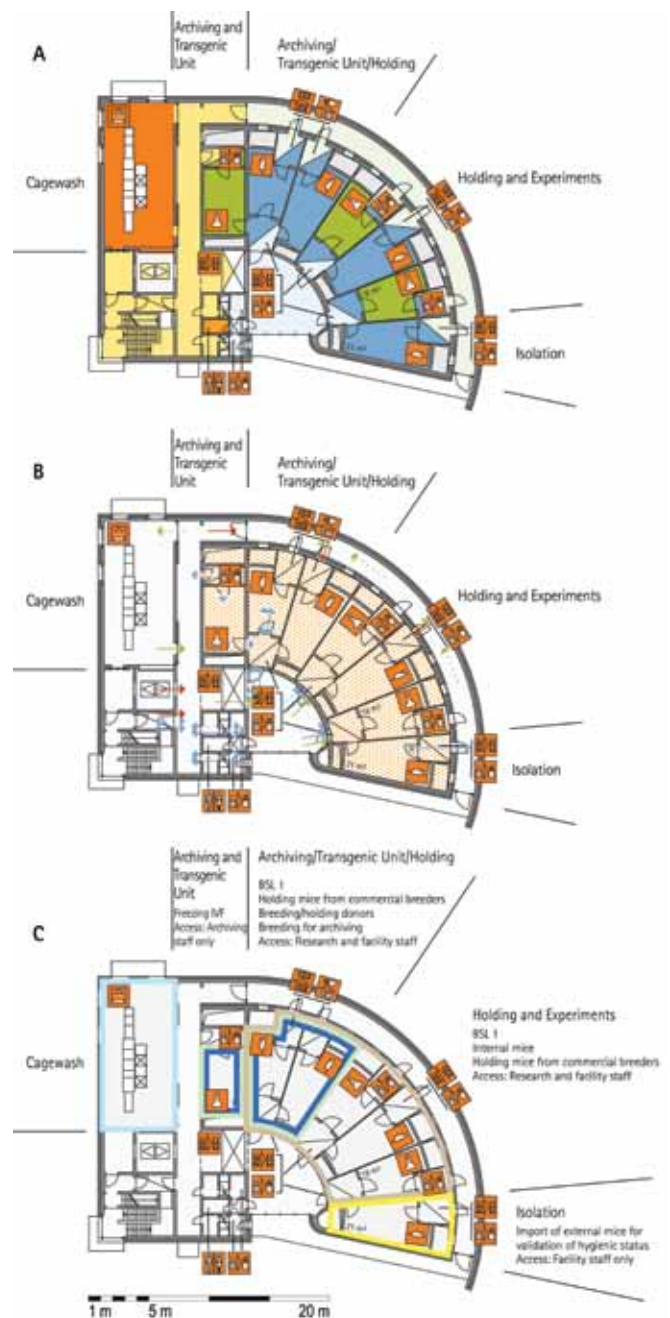 Archiving and
Transgenic
Unit
Archiving/
Transgenic Unit/Holding
A
Cagewash
Holding and Experiments
Isolation
Archiving and
Transgenic
Unit
Archiving/
Transgenic Unit/Holding
B
Cagewash
Holding and Experiments
Isolation
Archiving and
Transgenic
Unit
Freezing IVF
Access: Archiving
staff only
Archiving/Transgenic Unit/Holding
BSL 1
Holding mice from commercial breeders
Breeding/holding donors
Breeding for archiving
Access: Research and facility staff
C
Cagewash
Holding and Experiments
BSL 1
Internal mice
Holding mice from commercial breeders
Access: Research and facility staff
Isolation
Import of external mice for
validation of hygienic status
Access: Facility staff only
1 m 5 m 20 m